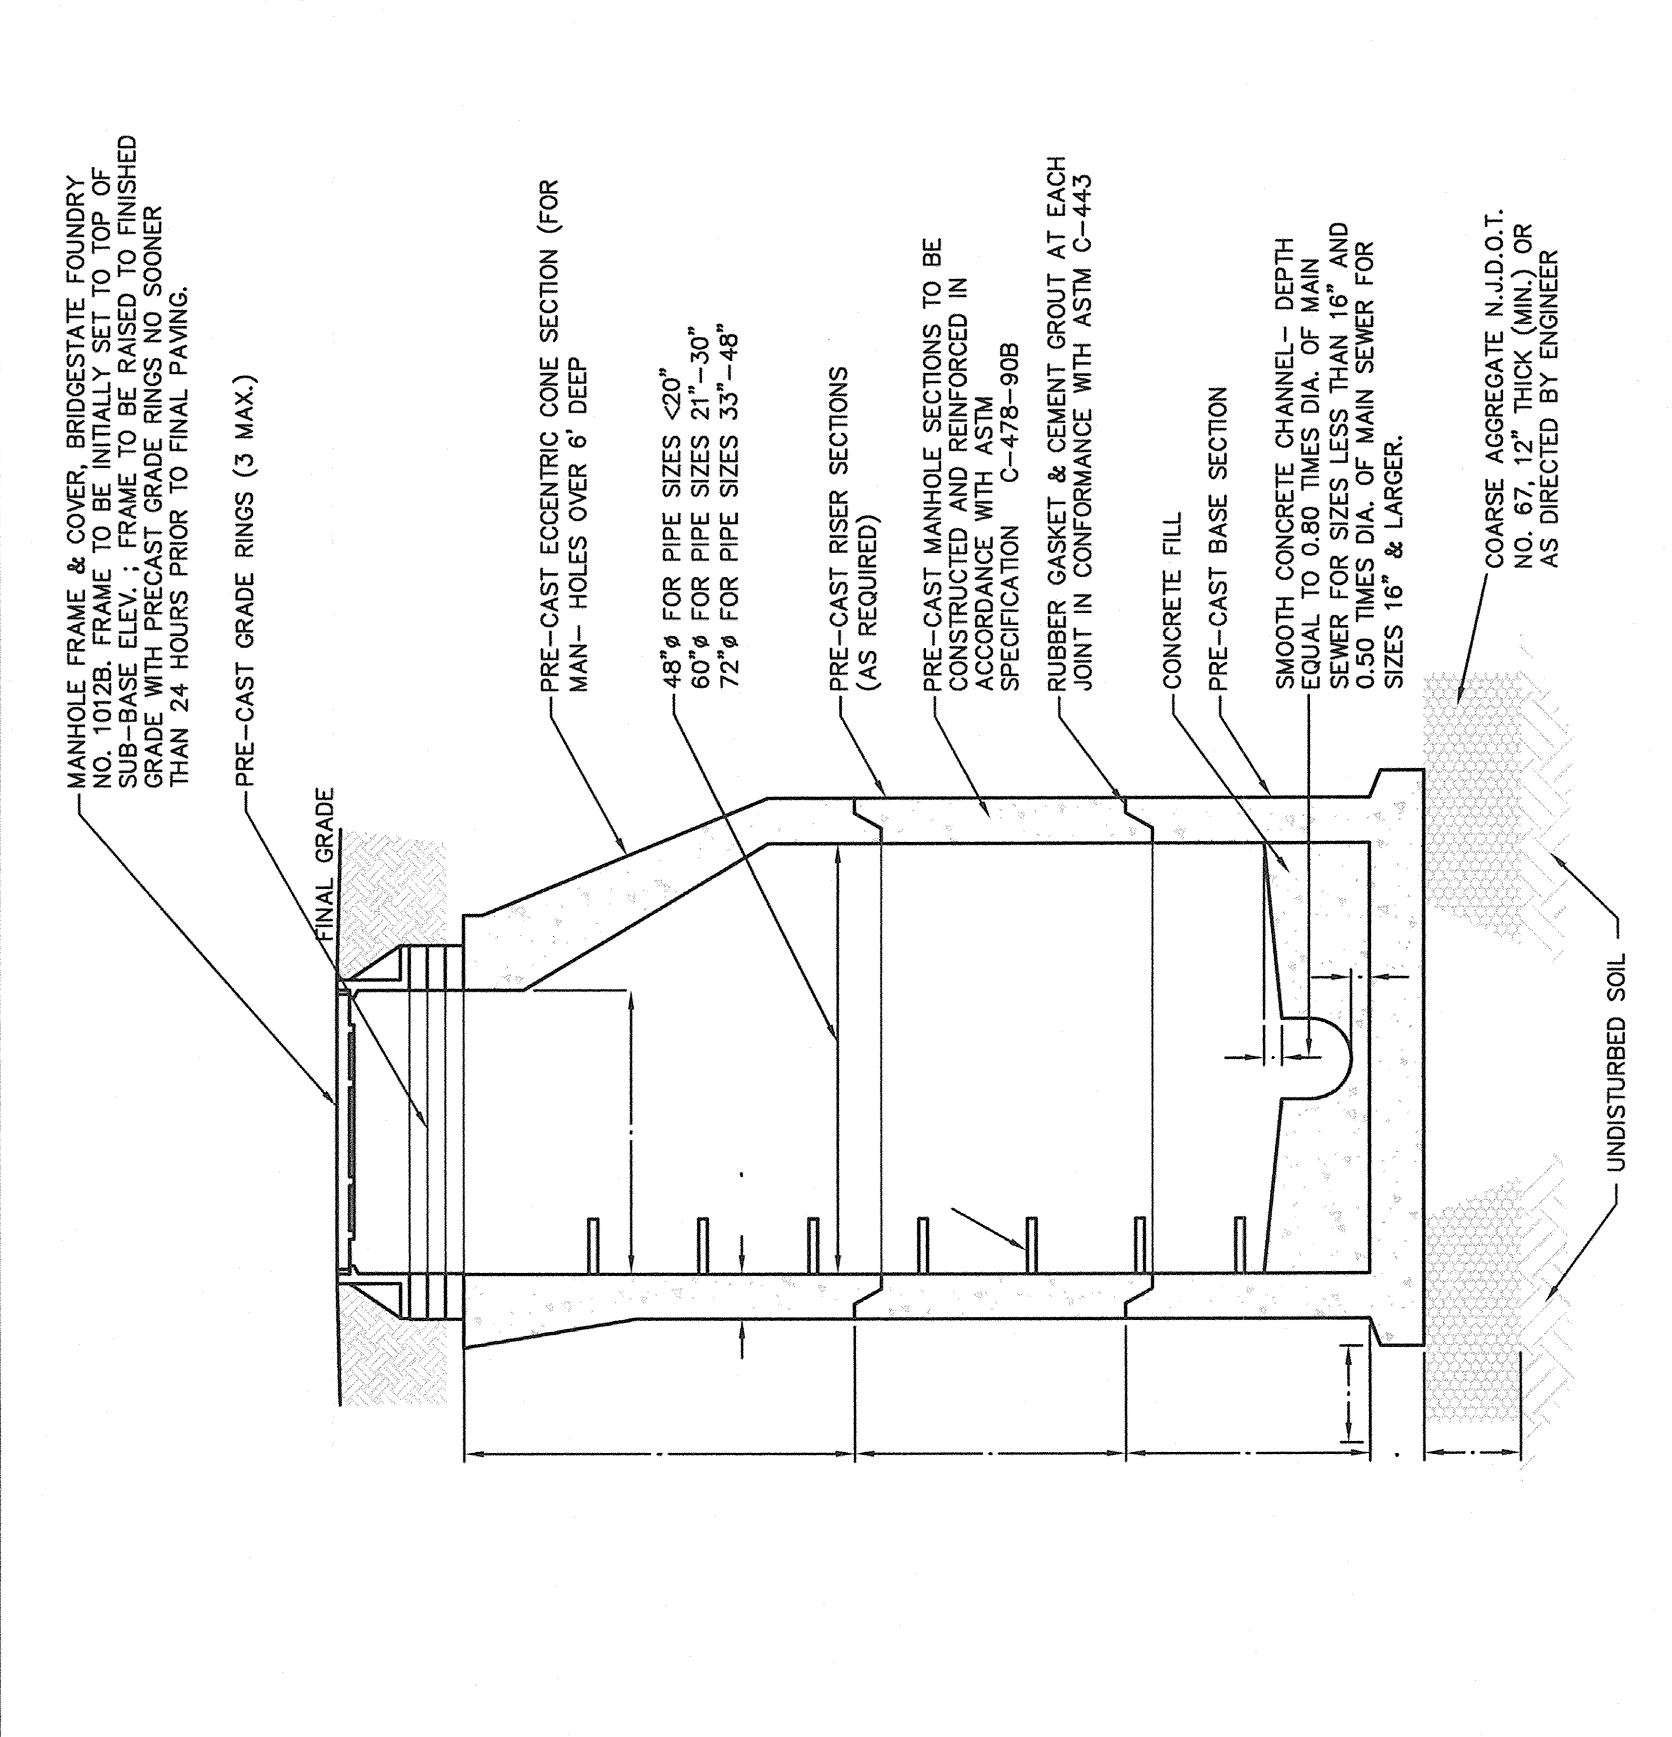 MANHOLE FRAME & COVER, BRIDGESTATE FOUNDRY
NO. 1012B. FRAME TO BE INITIALLY SET TO TOP OF
SUB-BASE ELEV. ; FRAME TO BE RAISED TO FINISHED
GRADE WITH PRECAST GRADE RINGS NO SOONER
THAN 24 HOURS PRIOR TO FINAL PAVING.
PRE-CAST GRADE RINGS (3 MAX.)
FINAL GRADE
PRE-CAST ECCENTRIC CONE SECTION (FOR
MAN- HOLES OVER 6' DEEP
48"ø FOR PIPE SIZES <20"
60"ø FOR PIPE SIZES 21"-30"
72"ø FOR PIPE SIZES 33"-48"
PRE-CAST RISER SECTIONS
(AS REQUIRED)
PRE-CAST MANHOLE SECTIONS TO BE
CONSTRUCTED AND REINFORCED IN
ACCORDANCE WITH ASTM
SPECIFICATION C-478-90B
RUBBER GASKET & CEMENT GROUT AT EACH
JOINT IN CONFORMANCE WITH ASTM C-443
CONCRETE FILL
PRE-CAST BASE SECTION
SMOOTH CONCRETE CHANNEL- DEPTH
EQUAL TO 0.80 TIMES DIA. OF MAIN
SEWER FOR SIZES LESS THAN 16" AND
0.50 TIMES DIA. OF MAIN SEWER FOR
SIZES 16" & LARGER.
COARSE AGGREGATE N.J.D.O.T.
NO. 67, 12" THICK (MIN.) OR
AS DIRECTED BY ENGINEER
UNDISTURBED SOIL